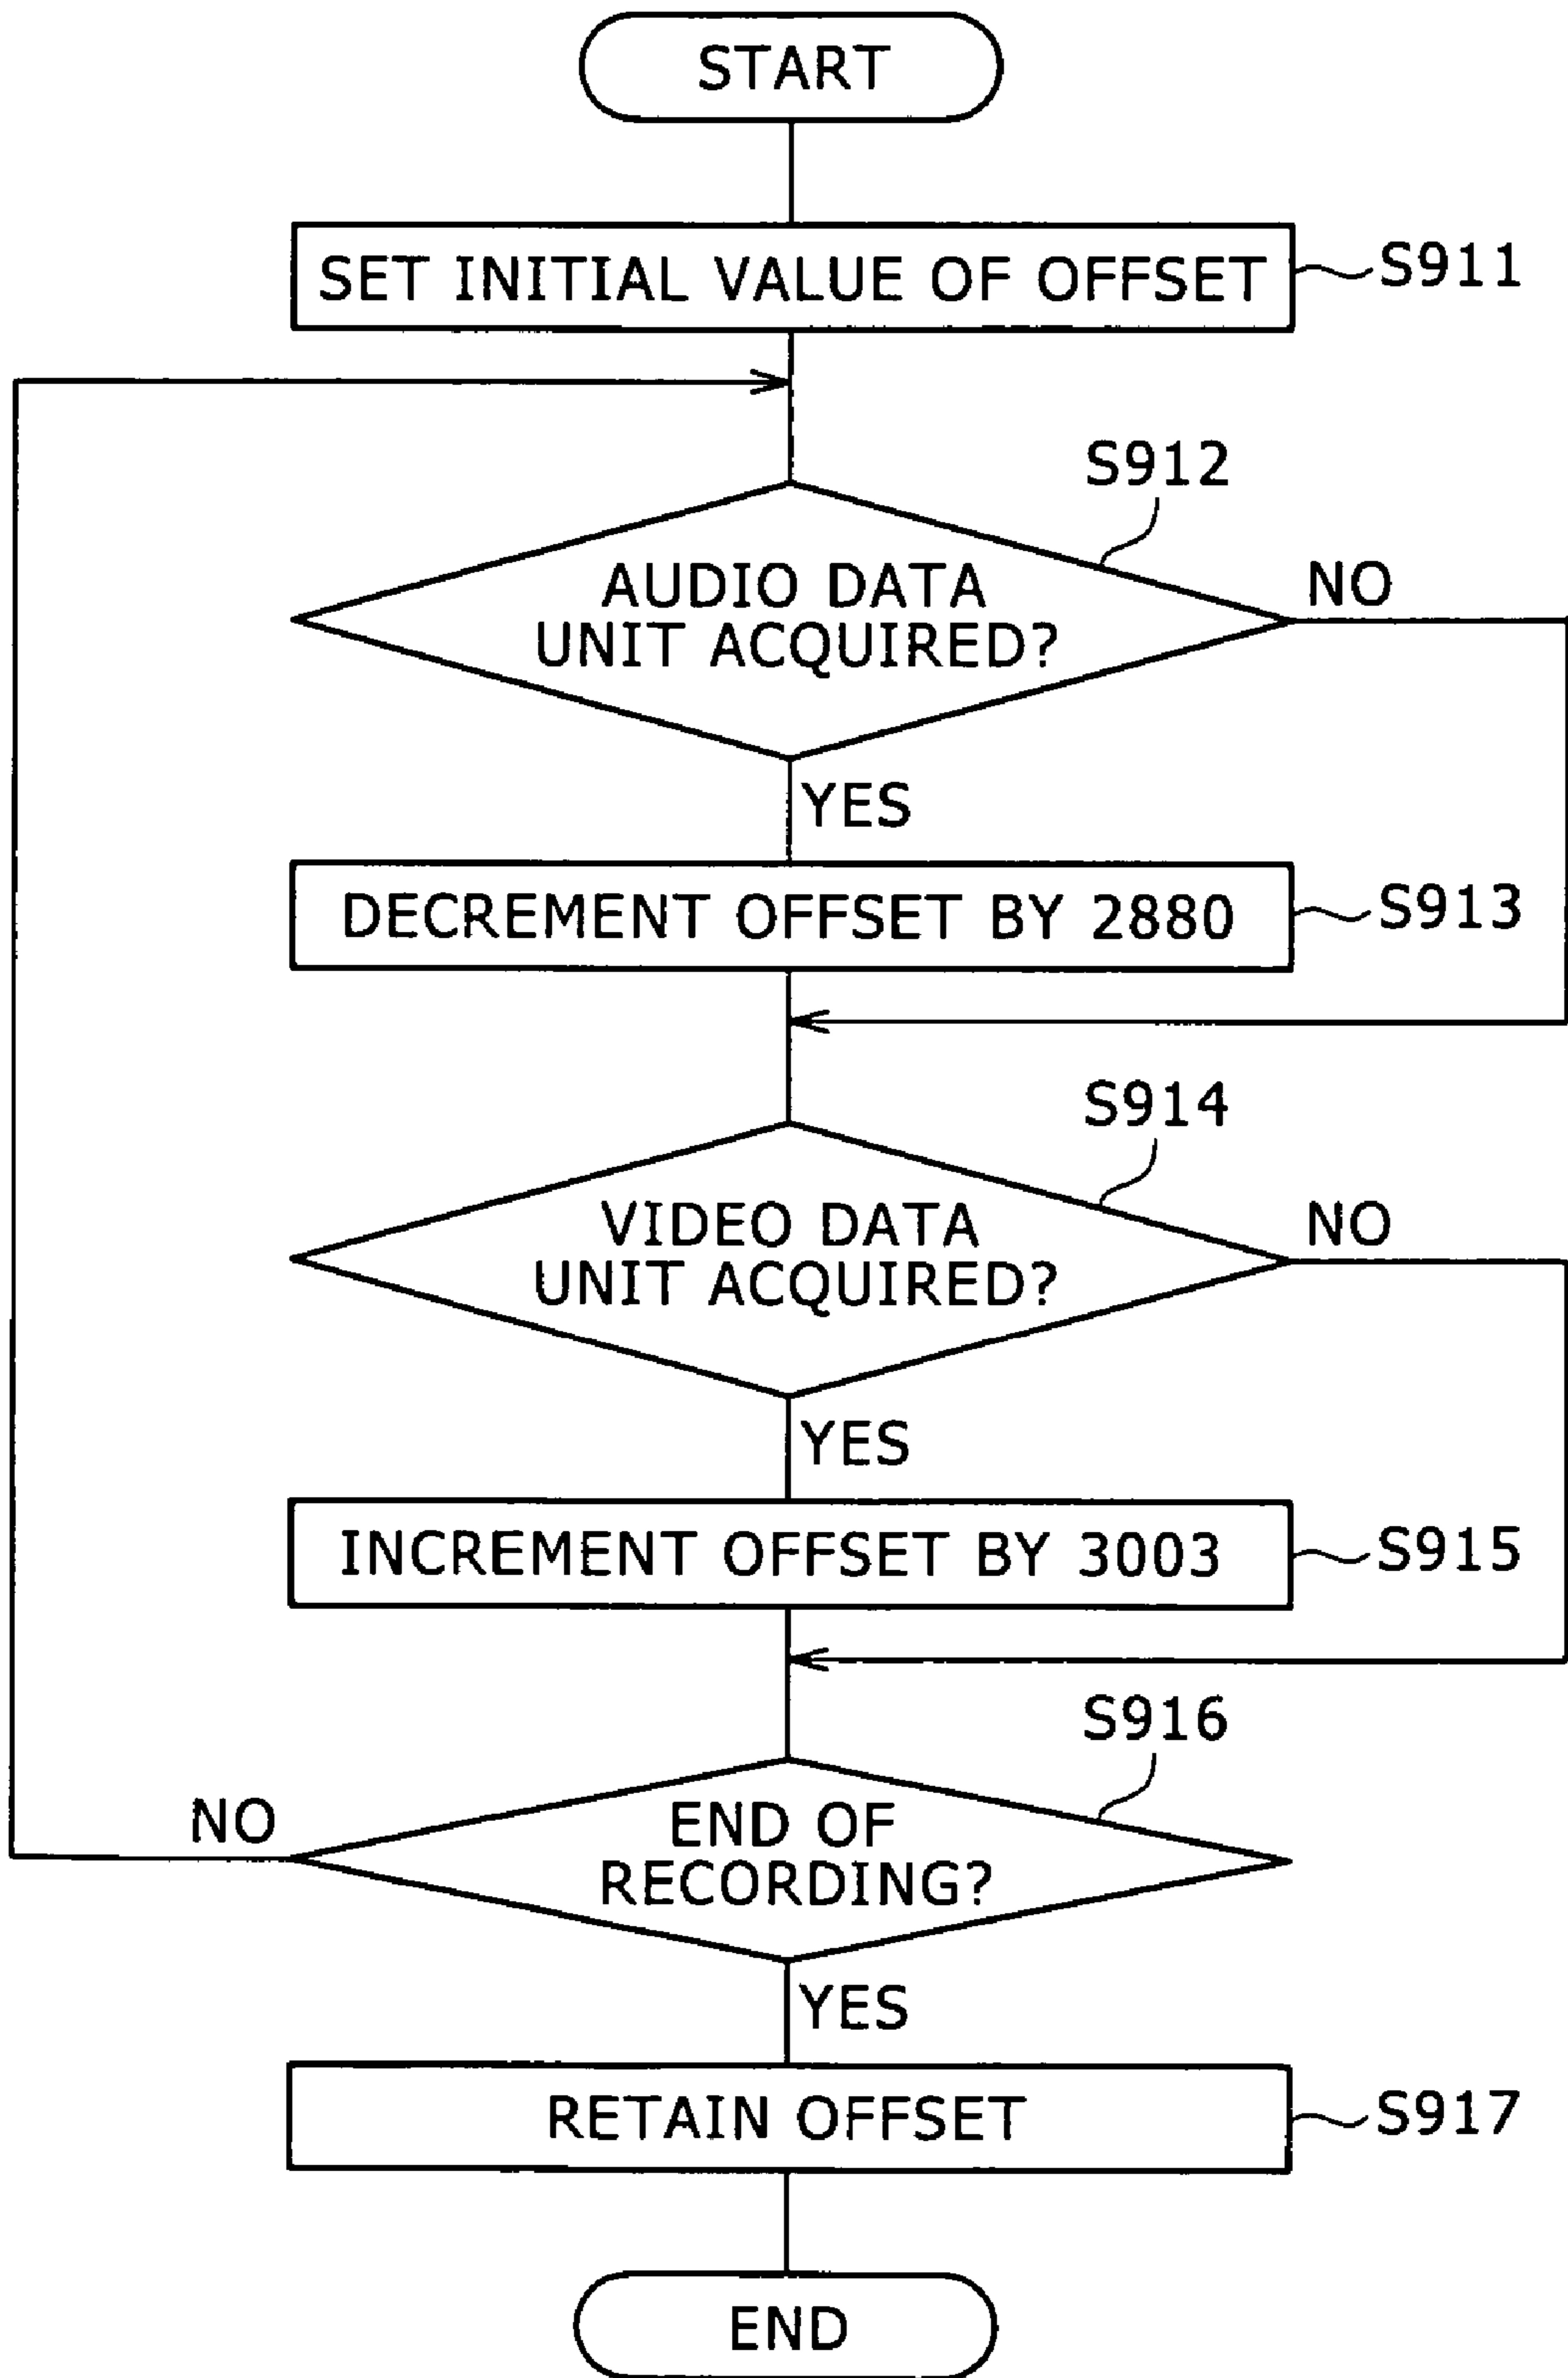 START
SET INITIAL VALUE OF OFFSET
S911
S912
AUDIO DATA
UNIT ACQUIRED?
NO
YES
DECREMENT OFFSET BY 2880
S913
S914
VIDEO DATA
UNIT ACQUIRED?
NO
YES
INCREMENT OFFSET BY 3003
S915
S916
END OF
RECORDING?
NO
YES
RETAIN OFFSET
S917
END